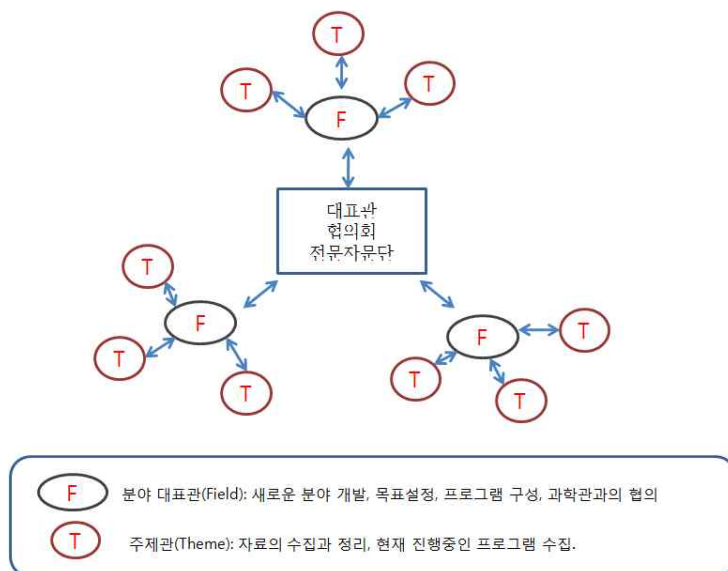 T
T
T
F
대표관
협의회
전문자문단
T
F
T
T
F
T
T
T
F 분야 대표관(Field): 새로운 분야 개발, 목표설정, 프로그램 구성, 과학관과의 협의
T 주제관(Theme): 자료의 수집과 정리, 현재 진행중인 프로그램 수집.